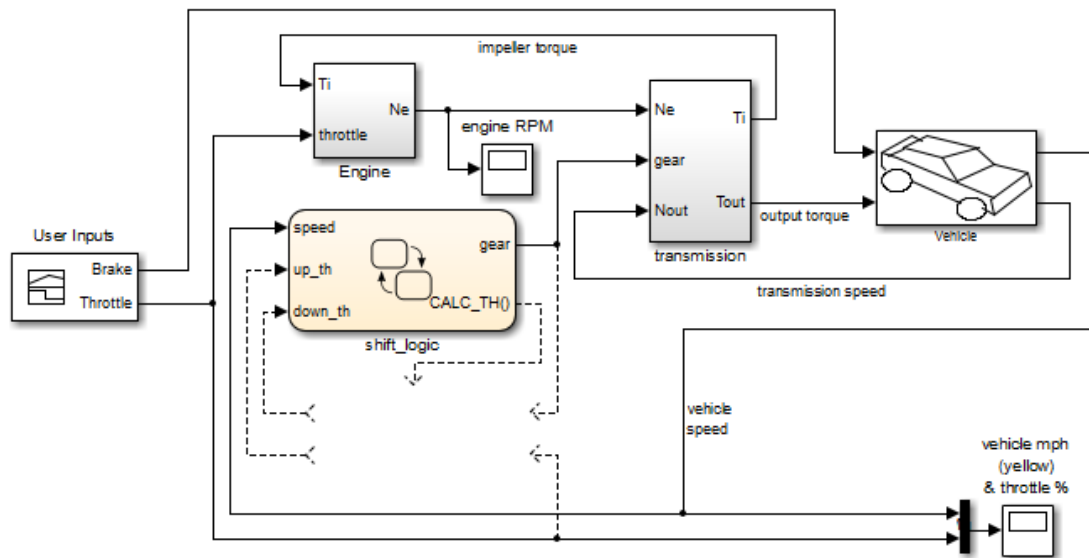 impeller torque
Ti
Ne
throttle
Engine
engine RPM
Ne
Ti
gear
Nout
Tout
transmission
output torque
Vehicle
transmission speed
User Inputs
Brake
Throttle
speed
gear
up_th
CALC_TH()
down_th
shift_logic
vehicle
speed
vehicle mph
(yellow)
& throttle %